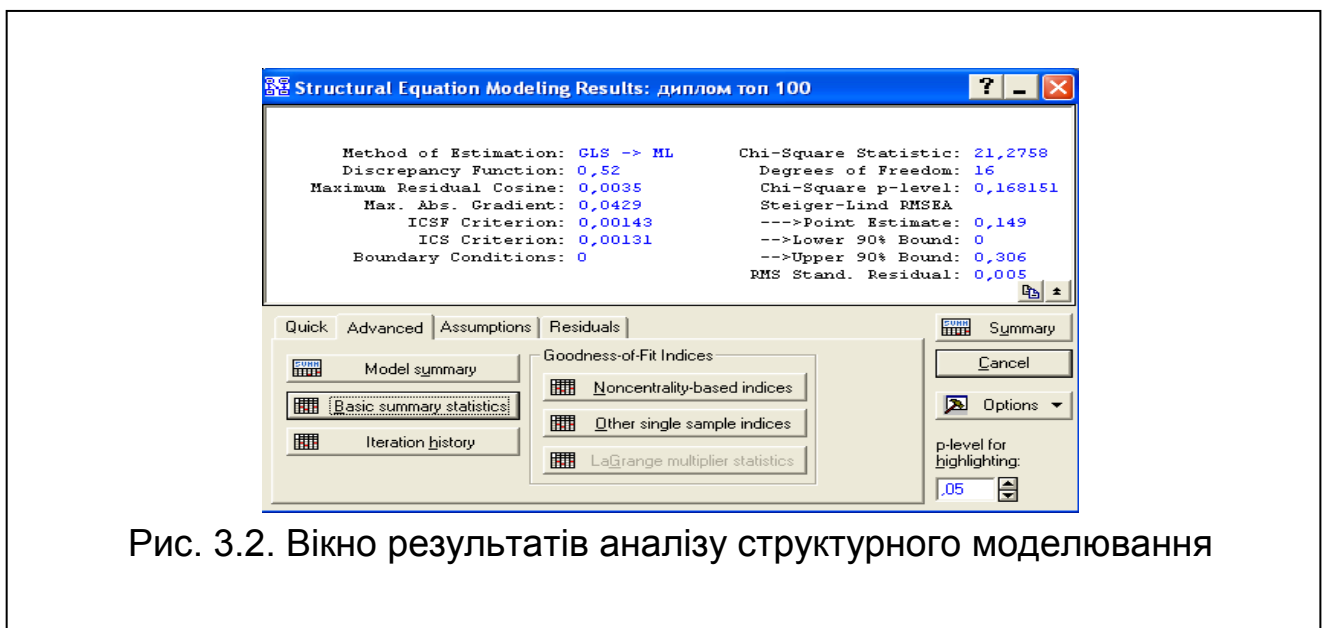 Structural Equation Modeling Results: диплом топ 100
Method of Estimation: GLS -> ML
Discrepancy Function: 0,52
Maximum Residual Cosine: 0,0035
Max. Abs. Gradient: 0,0429
ICSF Criterion: 0,00143
ICS Criterion: 0,00131
Boundary Conditions: 0
Chi-Square Statistic: 21,2758
Degrees of Freedom: 16
Chi-Square p-level: 0,168151
Steiger-Lind RMSEA
--->Point Estimate: 0,149
-->Lower 90% Bound: 0
-->Upper 90% Bound: 0,306
RMS Stand. Residual: 0,005
Quick Advanced Assumptions Residuals
Model summary
Basic summary statistics
Iteration history
Goodness-of-Fit Indices
Noncentrality-based indices
Other single sample indices
LaGrange multiplier statistics
SUMM Summary
Cancel
Options
p-level for
highlighting:
,05
Рис. 3.2. Вікно результатів аналізу структурного моделювання